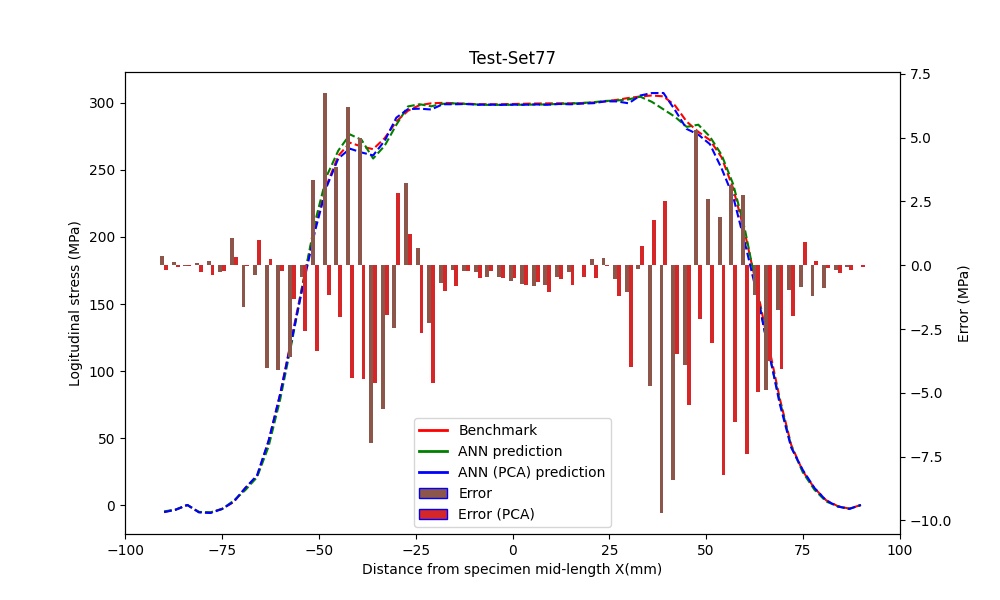 Test-Set77
300
250
200
150
100
50
0
Logitudinal stress (MPa)
7.5
5.0
2.5
0.0
−2.5
−5.0
−7.5
−10.0
Error (MPa)
Benchmark
ANN prediction
ANN (PCA) prediction
Error
Error (PCA)
−100 −75 −50 −25 0 25 50 75 100
Distance from specimen mid-length X(mm)